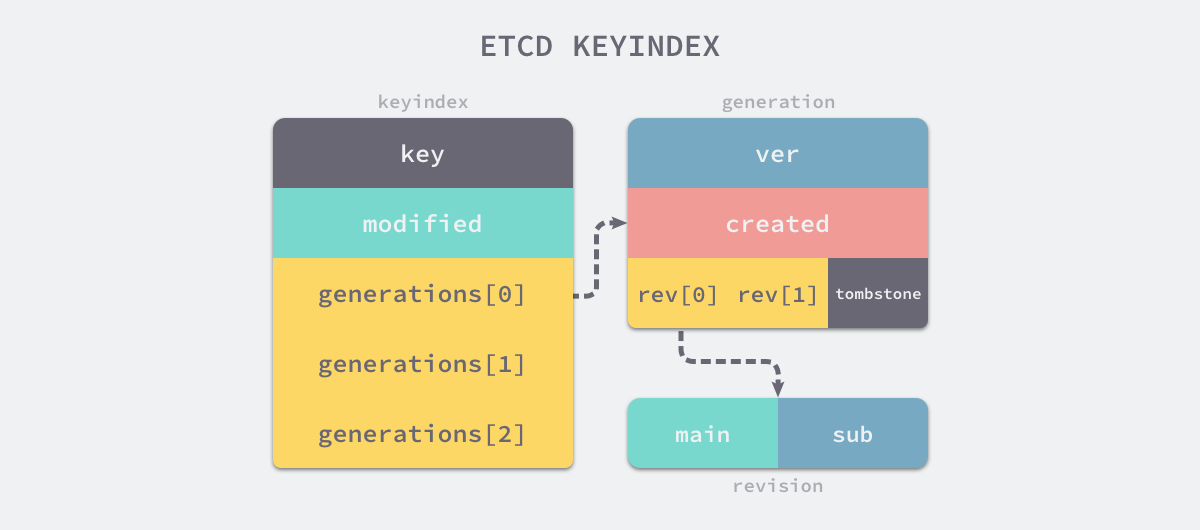 ETCD KEYINDEX
keyindex
key
modified
generations[0]
generations[1]
generations[2]
generation
ver
created
rev[0] rev[1] tombstone
main sub
revision